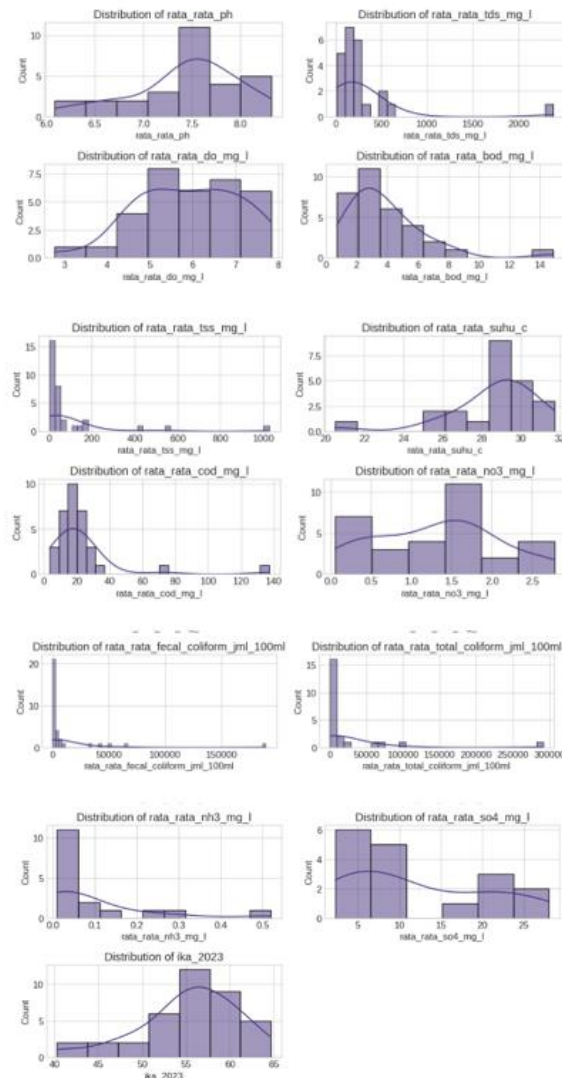 Distribution of rata_rata_ph
Count
10
5
0
6.0 6.5 7.0 7.5 8.0
rata_rata_ph
Distribution of rata_rata_tds_mg_l
Count
6
4
2
0
0 500 1000 1500 2000
rata_rata_tds_mg_l
Distribution of rata_rata_do_mg_l
Count
7.5
5.0
2.5
0.0
3 4 5 6 7 8
rata_rata_do_mg_l
Distribution of rata_rata_bod_mg_l
Count
10
5
0
2 4 6 8 10 12 14
rata_rata_bod_mg_l
Distribution of rata_rata_tss_mg_l
Count
15
10
5
0
0 200 400 600 800 1000
rata_rata_tss_mg_l
Distribution of rata_rata_suhu_c
Count
7.5
5.0
2.5
0.0
20 22 24 26 28 30 32
rata_rata_suhu_c
Distribution of rata_rata_cod_mg_l
Count
10
5
0
0 20 40 60 80 100 120 140
rata_rata_cod_mg_l
Distribution of rata_rata_no3_mg_l
Count
10
5
0
0.0 0.5 1.0 1.5 2.0 2.5
rata_rata_no3_mg_l
Distribution of rata_rata_fecal_coliform_jml_100ml
Count
20
10
0
0 50000 100000 150000
rata_rata_fecal_coliform_jml_100ml
Distribution of rata_rata_total_coliform_jml_100ml
Count
15
10
5
0
0 50000 100000 150000 200000 250000 300000
rata_rata_total_coliform_jml_100ml
Distribution of rata_rata_nh3_mg_l
Count
10
5
0
0.0 0.1 0.2 0.3 0.4 0.5
rata_rata_nh3_mg_l
Distribution of rata_rata_so4_mg_l
Count
6
4
2
0
5 10 15 20 25
rata_rata_so4_mg_l
Distribution of ika_2023
Count
10
5
0
40 45 50 55 60 65
ika_2023